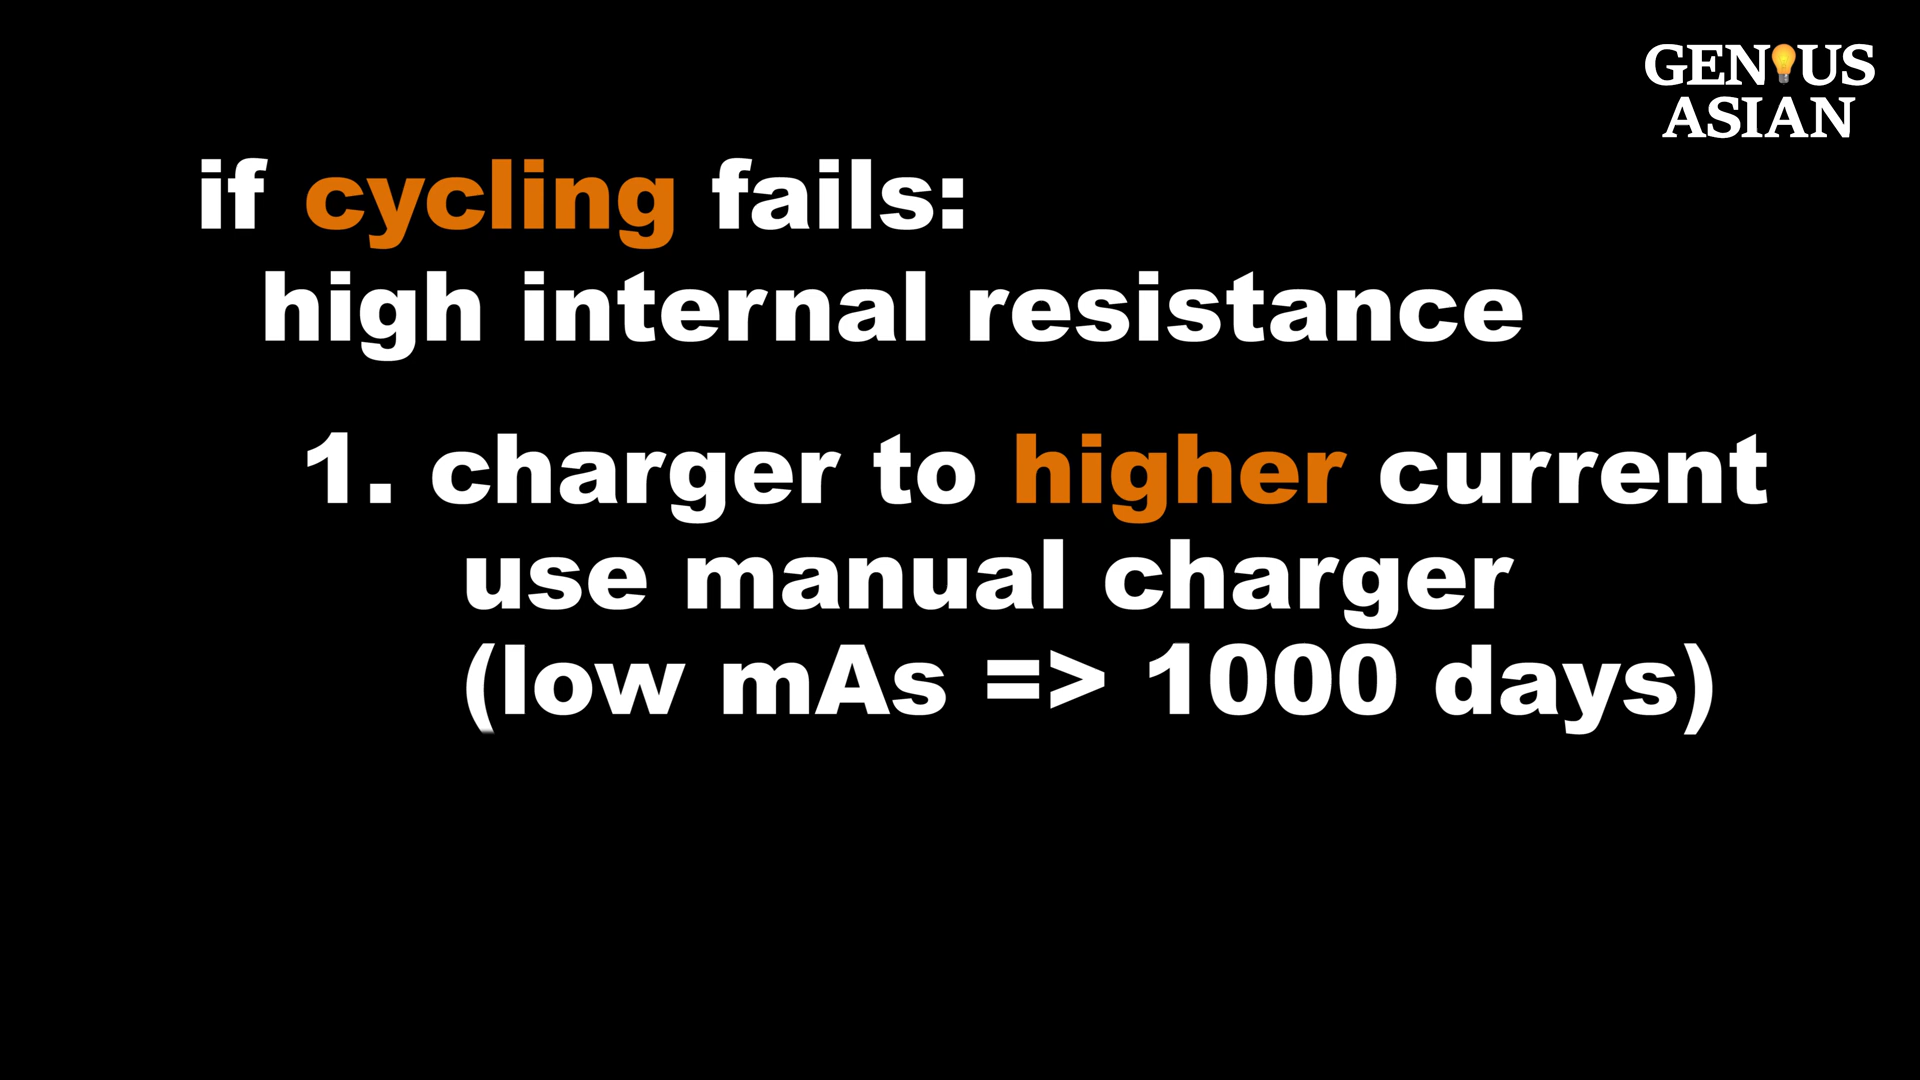 GENIUS
ASIAN
if cycling fails:
high internal resistance
1. charger to higher current
use manual charger
(low mAs => 1000 days)